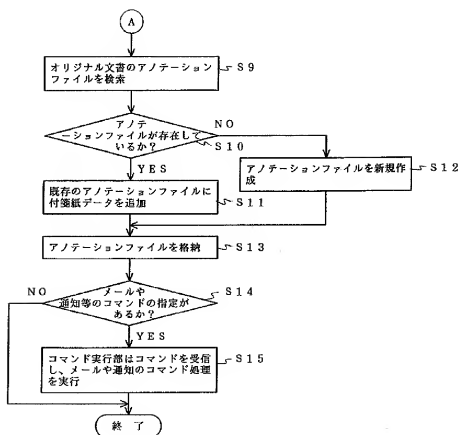 A
オリジナル文書のアノテーション
ファイルを検索
S9
アノテ
ーションファイルが存在して
いるか?
S10
NO
YES
既存のアノテーションファイルに
付箋紙データを追加
S11
アノテーションファイルを新規作
成
S12
アノテーションファイルを格納
S13
メールや
通知等のコマンドの指定が
あるか?
S14
NO
YES
コマンド実行部はコマンドを受信
し、メールや通知のコマンド処理
を実行
S15
終了